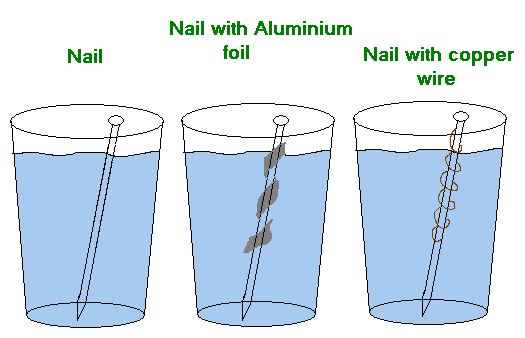 Nail
Nail with Aluminium
foil
Nail with copper
wire